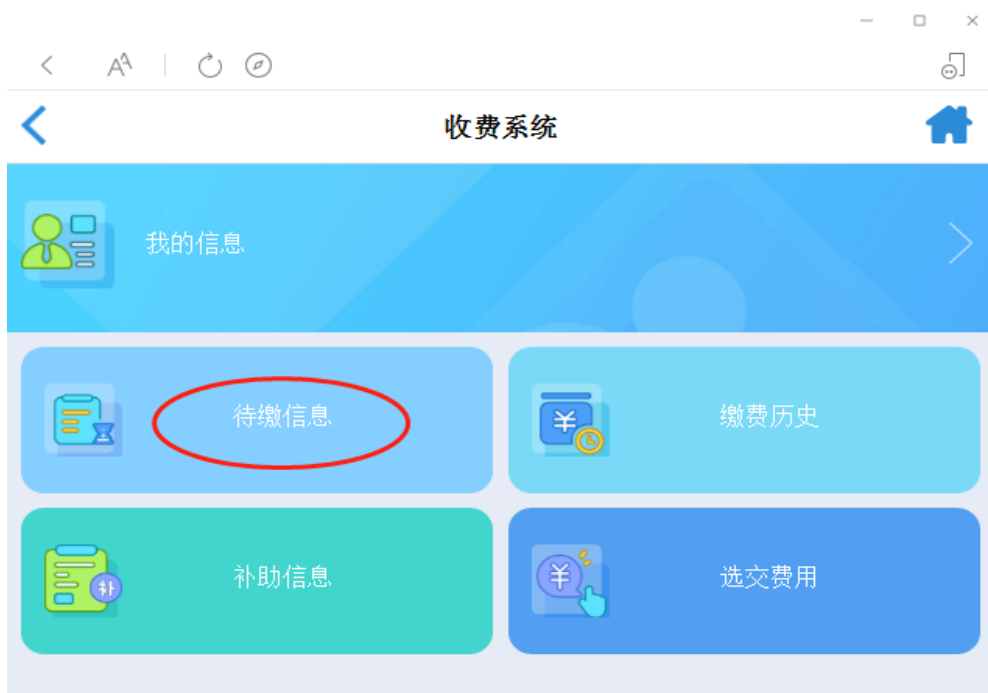 收费系统
我的信息
待缴信息
缴费历史
补
补助信息
选交费用